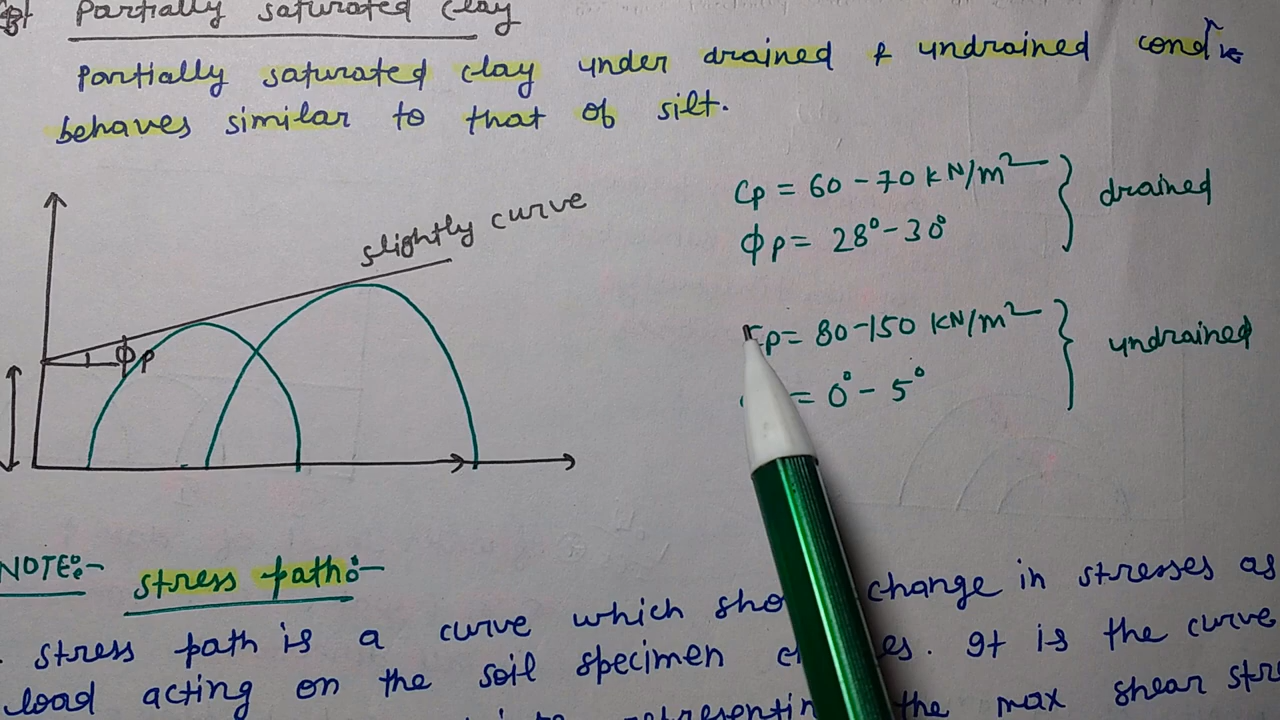 Partially saturated clay
Partially saturated clay under drained & undrained condn
behaves similar to that of silt.
slightly curve
ϕp
Cp = 60 - 70 kN/m²
ϕp = 28° - 30°
drained
p = 80 - 150 kN/m²
= 0° - 5°
undrained
NOTE:- stress path:-
stress path is a curve which sho change in stresses as
load acting on the soil specimen es. It is the curve
the max shear stre